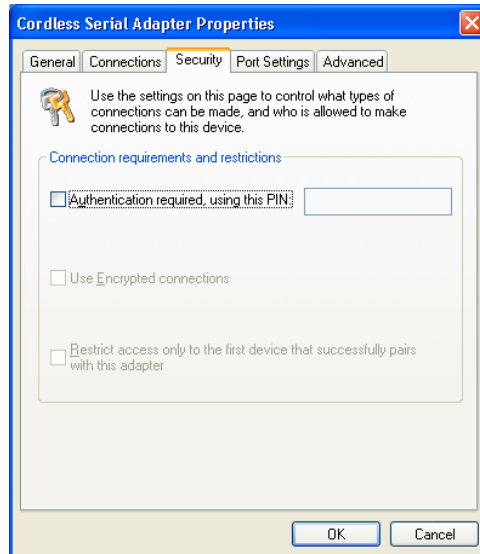 Cordless Serial Adapter Properties
General Connections Security Port Settings Advanced
Use the settings on this page to control what types of
connections can be made, and who is allowed to make
connections to this device.
Connection requirements and restrictions
Authentication required, using this PIN:
Use Encrypted connections
Restrict access only to the first device that successfully pairs
with this adapter
OK Cancel